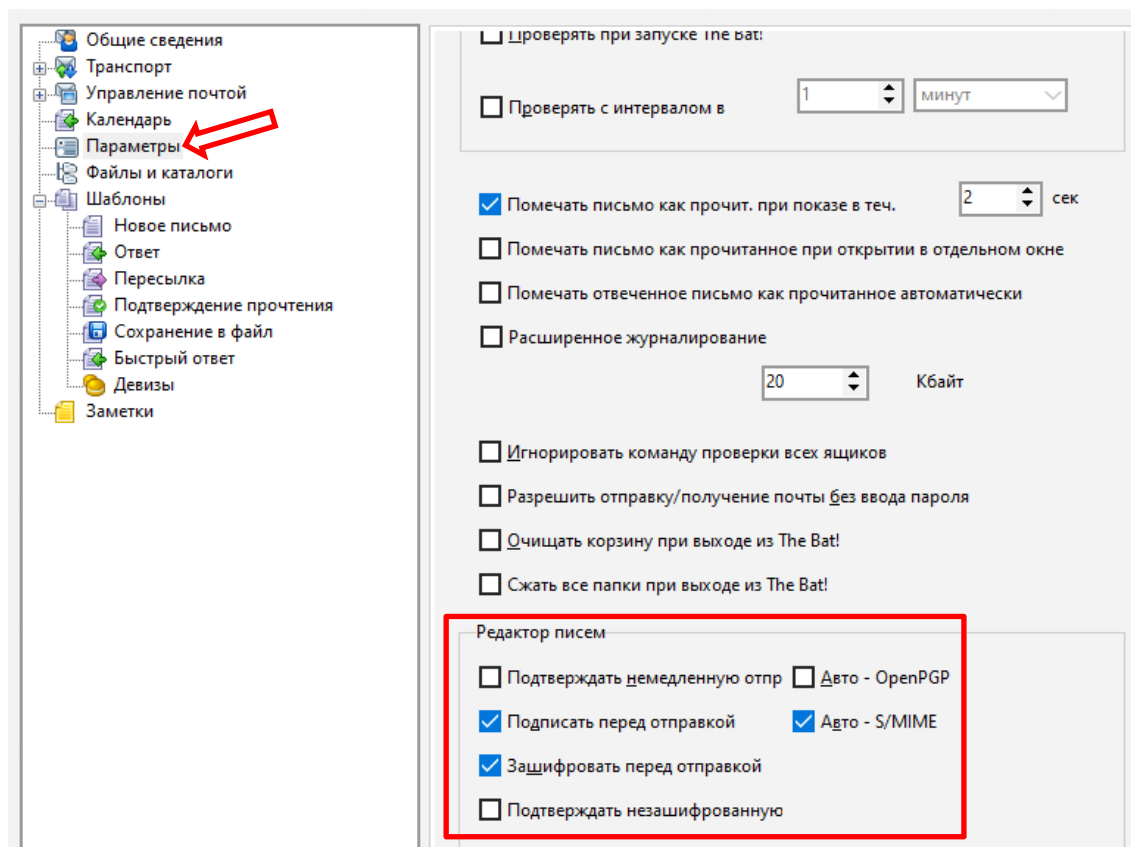 Общие сведения
Транспорт
Управление почтой
Календарь
Параметры
Файлы и каталоги
Шаблоны
Новое письмо
Ответ
Пересылка
Подтверждение прочтения
Сохранение в файл
Быстрый ответ
Девизы
Заметки
Проверять при запуске The Bat!
Проверять с интервалом в 1 минут
Помечать письмо как прочит. при показе в теч. 2 сек
Помечать письмо как прочитанное при открытии в отдельном окне
Помечать отвеченное письмо как прочитанное автоматически
Расширенное журналирование
20 Кбайт
Игнорировать команду проверки всех ящиков
Разрешить отправку/получение почты без ввода пароля
Очищать корзину при выходе из The Bat!
Сжать все папки при выходе из The Bat!
Редактор писем
Подтверждать немедленную отпр Авто - OpenPGP
Подписать перед отправкой Авто - S/MIME
Зашифровать перед отправкой
Подтверждать незашифрованную